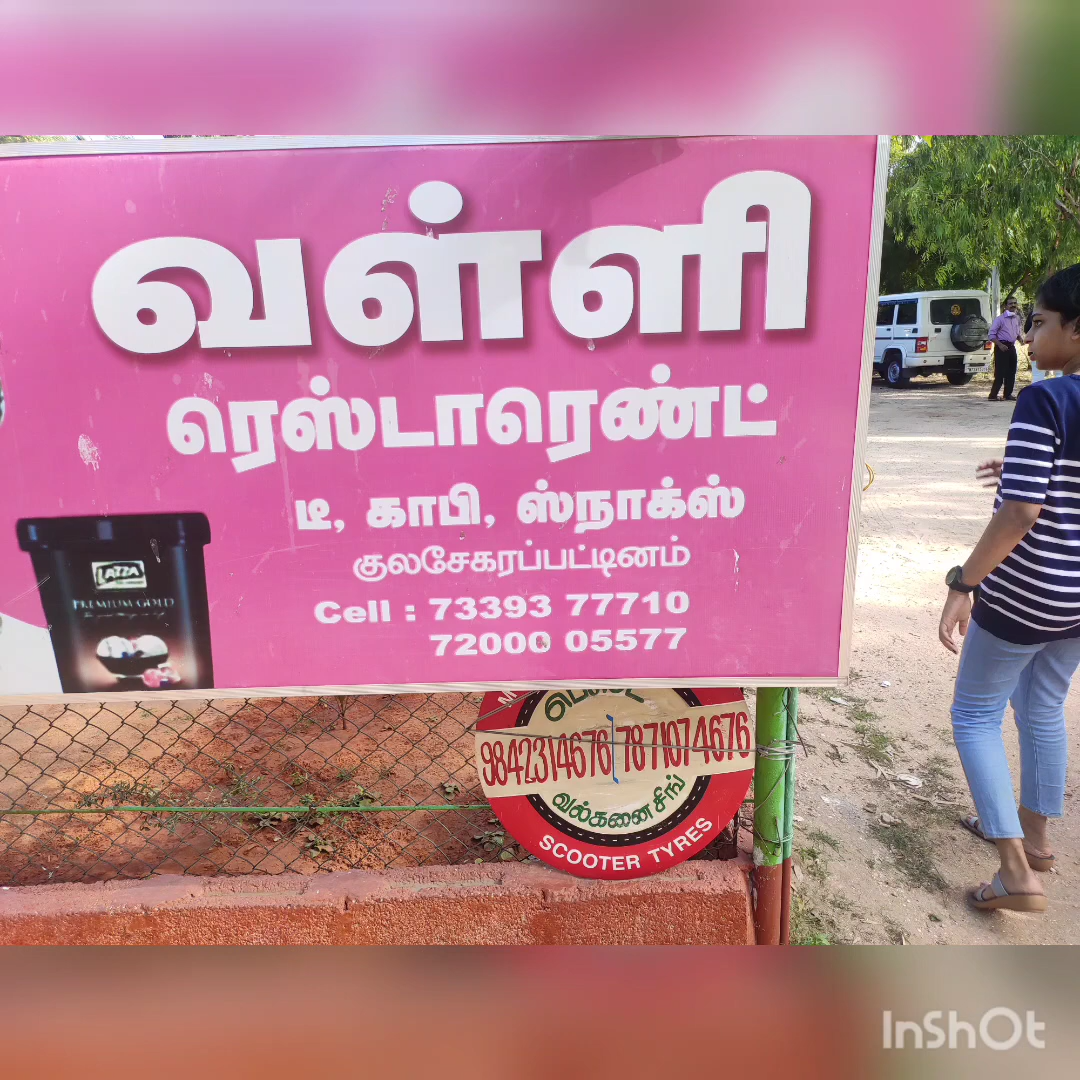 வள்ளி
ரெஸ்டாரெண்ட்
டீ, காபி, ஸ்நாக்ஸ்
குலசேகரப்பட்டினம்
Cell : 73393 77710
72000 05577
LAZZA
PREMIUM GOLD
9842314676 7871074676
வல்கனைசிங்
SCOOTER TYRES
InShOt